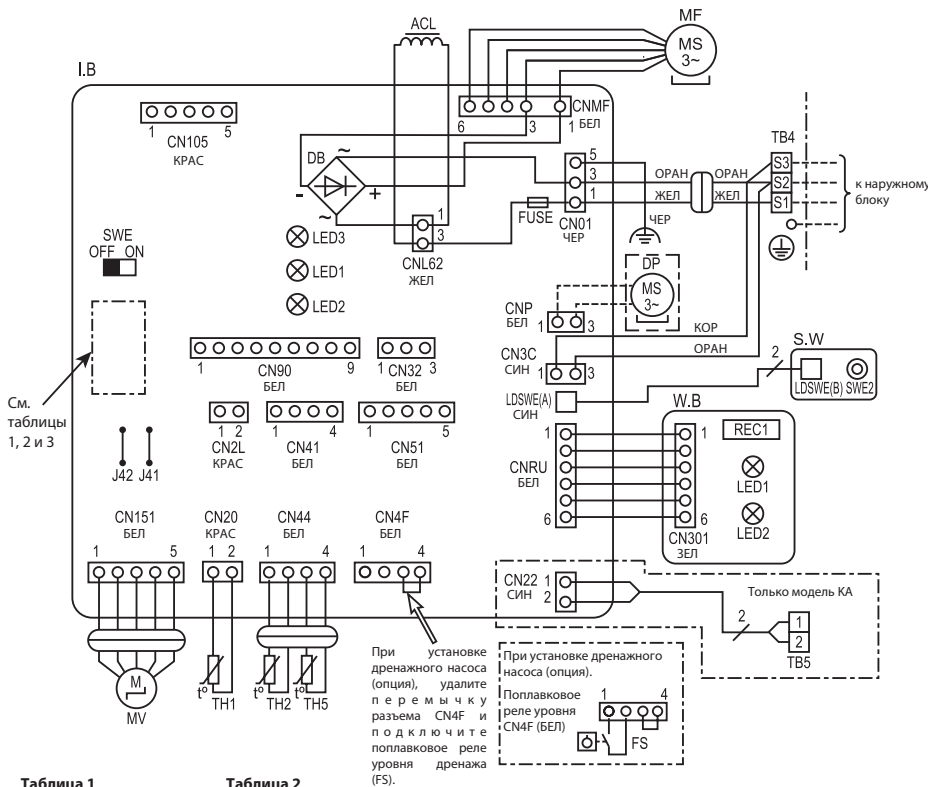 MF
ACL
MS
3~
I.B
CNMF
6 3 1
БЕЛ
1 5
CN105
КРАС
TB4
DB
~
-
+
~
5
3
1
ОРАН ОРАН
ЖЕЛ ЖЕЛ
S3
S2
S1
к наружному
блоку
FUSE
CN01
ЧЕР
ЧЕР
1
3
CNL62
ЖЕЛ
SWE
OFF ON
LED3
LED1
LED2
DP
MS
3~
CNP
БЕЛ
1 3
КОР
ОРАН
CN3C
СИН
1 3
2
S.W
LDSWE(B) SWE2
LDSWE(A)
СИН
1 9
CN90
БЕЛ
1 3
CN32
БЕЛ
См.
таблицы
1, 2 и 3
1 2
CN2L
КРАС
1 4
CN41
БЕЛ
1 5
CN51
БЕЛ
W.B
REC1
LED1
LED2
1
6
CNRU
БЕЛ
1
6
CN301
ЗЕЛ
J42 J41
CN151
БЕЛ
1 5
CN20
КРАС
1 2
CN44
БЕЛ
1 4
CN4F
БЕЛ
1 4
CN22
СИН
1
2
Только модель KA
2
1
2
TB5
M
MV
t°
TH1
t°
TH2
t°
TH5
При установке
дренажного насоса
(опция), удалите
перемычку
разъема CN4F и
подключите
поплавковое реле
уровня дренажа
(FS).
При установке дренажного
насоса (опция).
Поплавковое
реле уровня
CN4F (БЕЛ)
1 4
FS
Таблица 1 Таблица 2